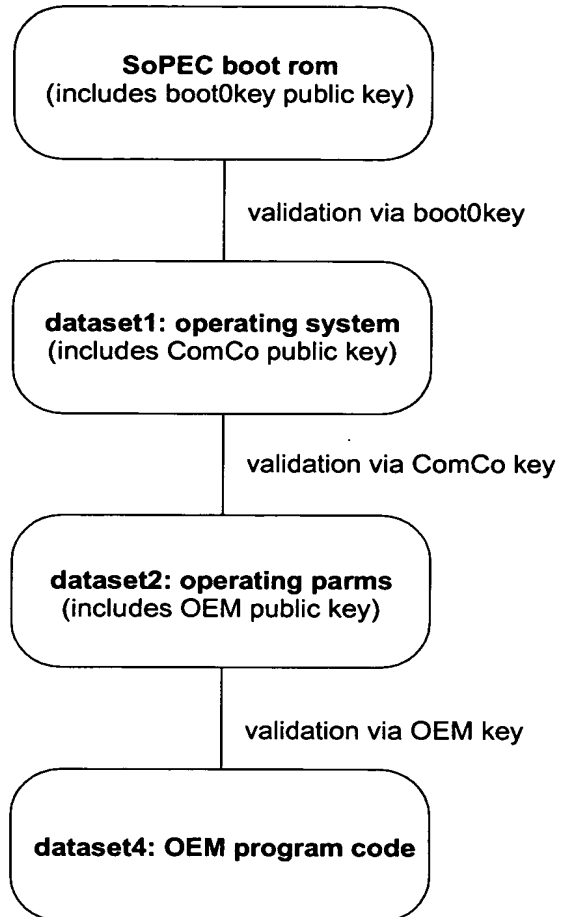 SoPEC boot rom
(includes boot0key public key)
validation via boot0key
dataset1: operating system
(includes ComCo public key)
validation via ComCo key
dataset2: operating parms
(includes OEM public key)
validation via OEM key
dataset4: OEM program code